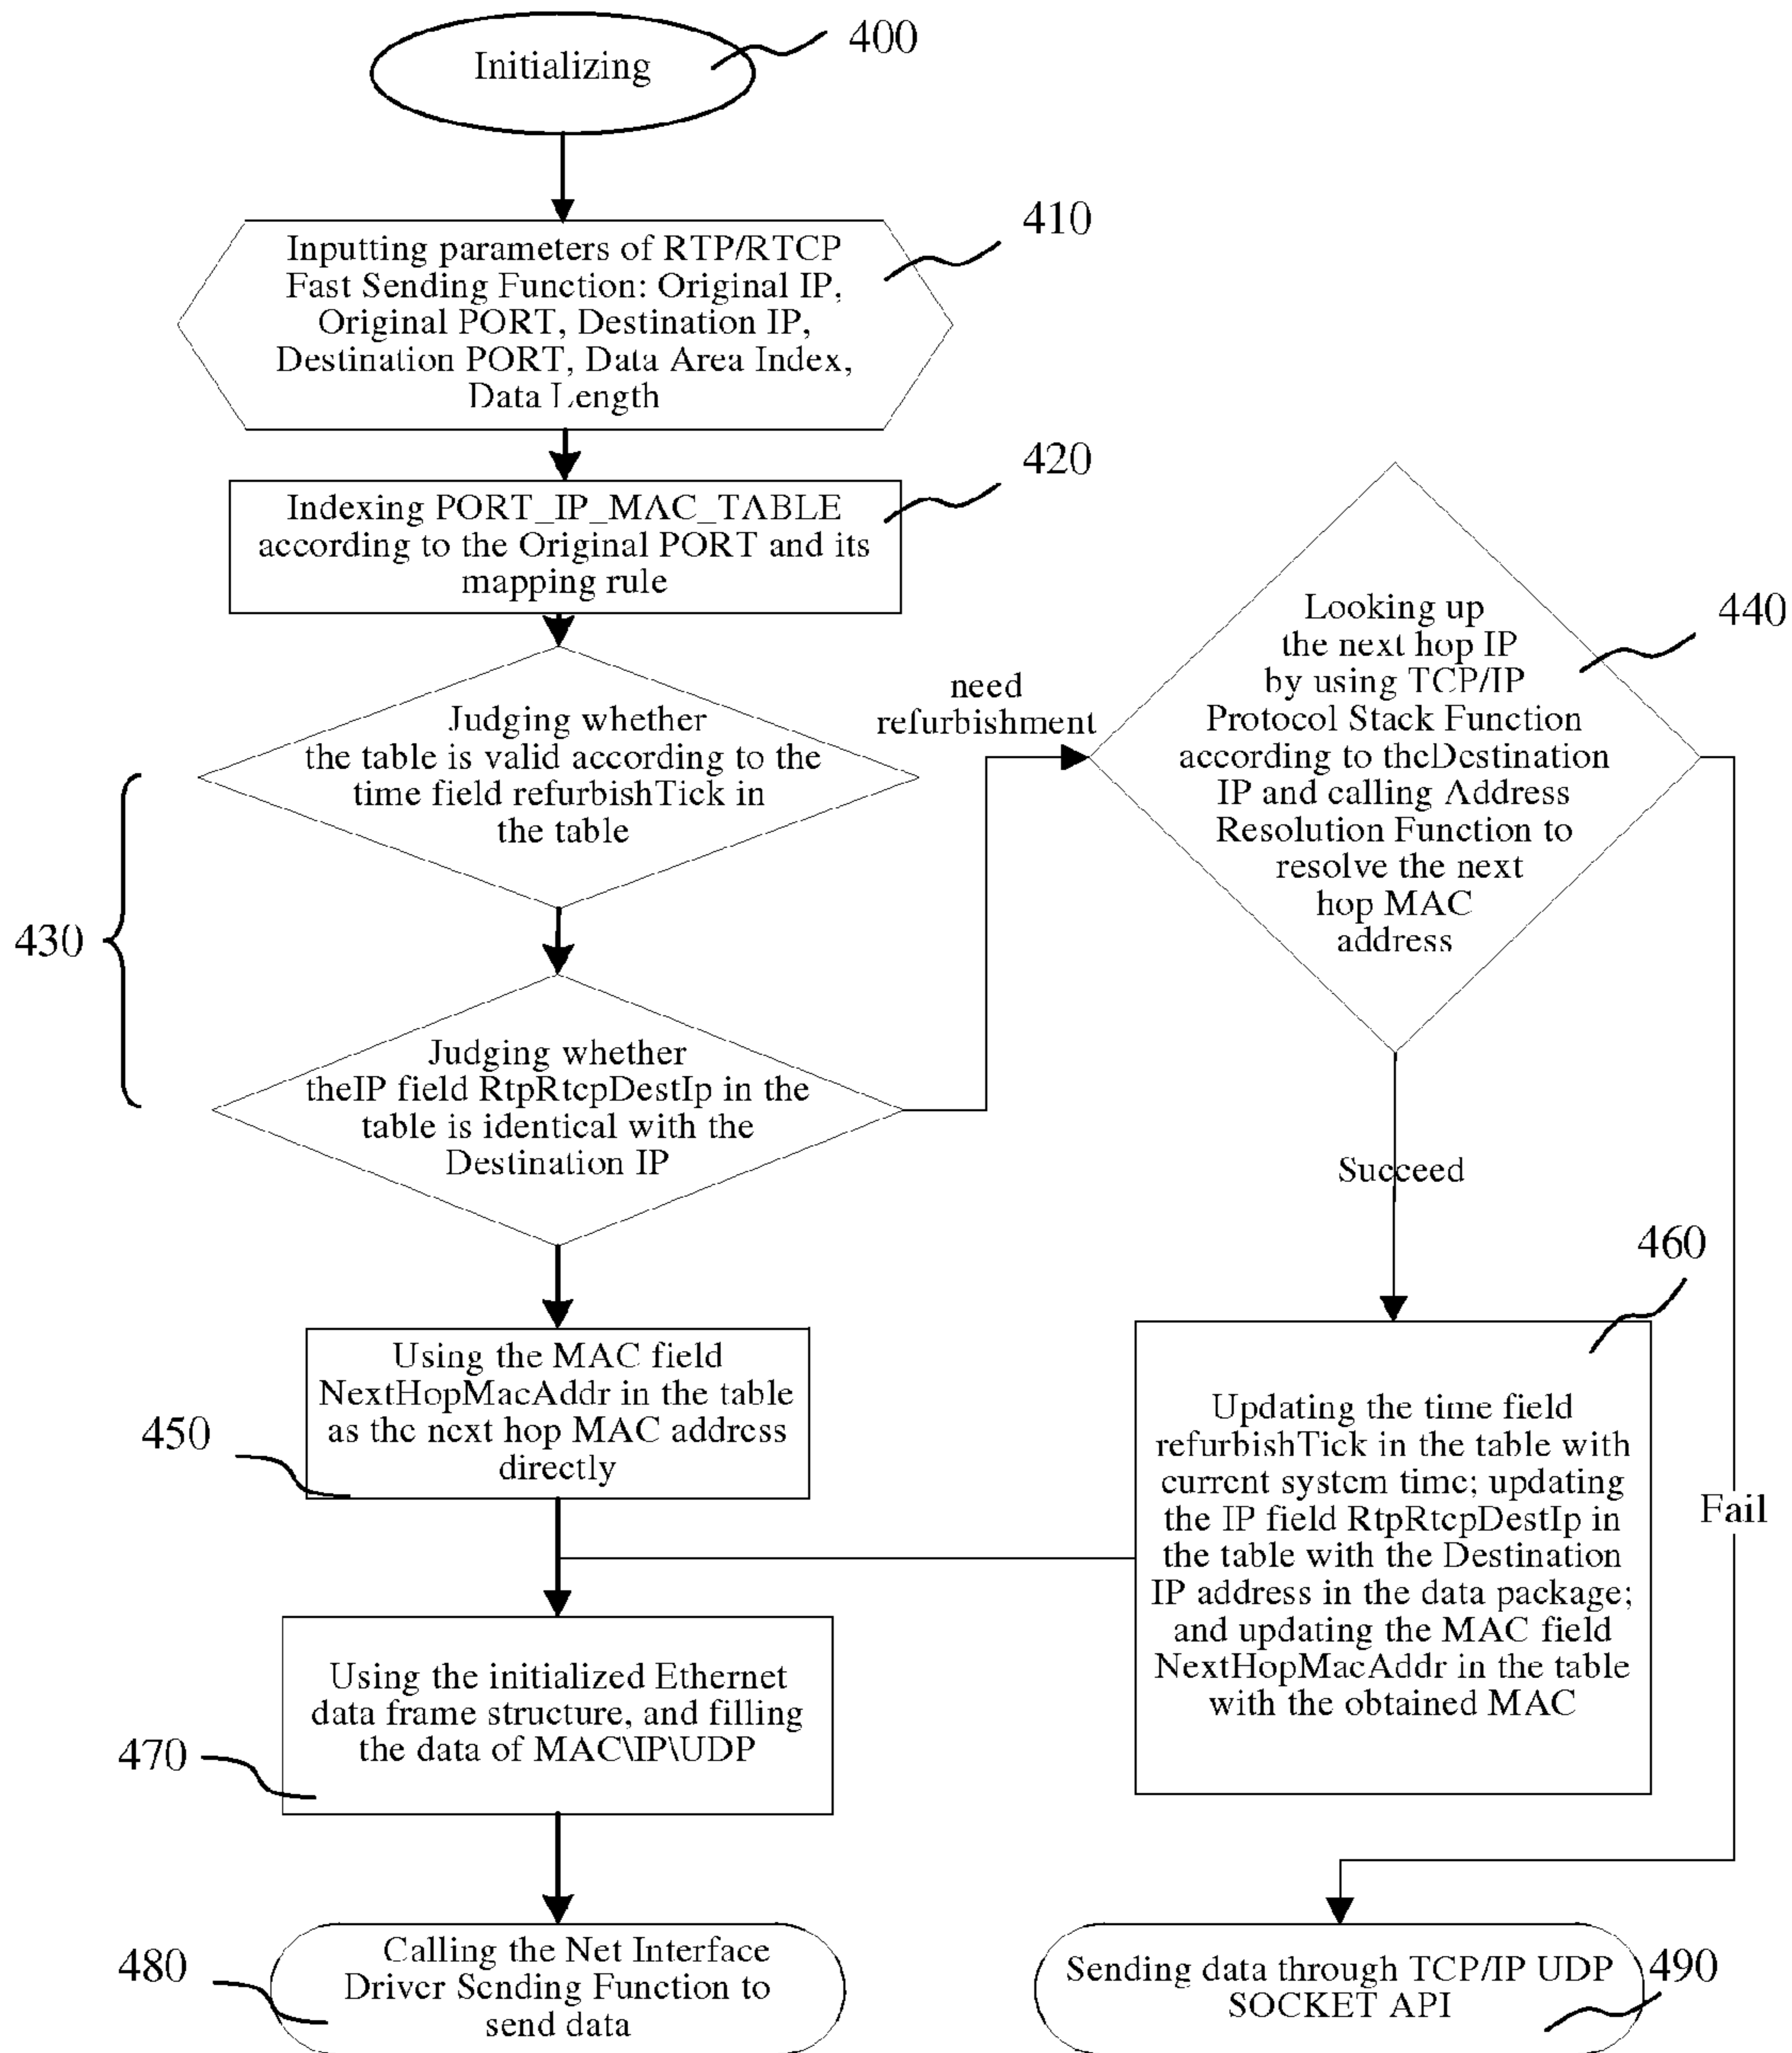 Initializing
400
410
Inputting parameters of RTP/RTCP
Fast Sending Function: Original IP,
Original PORT, Destination IP,
Destination PORT, Data Area Index,
Data Length
420
Indexing PORT_IP_MAC_TABLE
according to the Original PORT and its
mapping rule
430
Judging whether
the table is valid according to the
time field refurbishTick in
the table
need
refurbishment
440
Looking up
the next hop IP
by using TCP/IP
Protocol Stack Function
according to theDestination
IP and calling Address
Resolution Function to
resolve the next
hop MAC
address
Judging whether
theIP field RtpRtcpDestIp in the
table is identical with the
Destination IP
Succeed
Fail
450
Using the MAC field
NextHopMacAddr in the table
as the next hop MAC address
directly
460
Updating the time field
refurbishTick in the table with
current system time; updating
the IP field RtpRtcpDestIp in
the table with the Destination
IP address in the data package;
and updating the MAC field
NextHopMacAddr in the table
with the obtained MAC
470
Using the initialized Ethernet
data frame structure, and filling
the data of MAC\IP\UDP
480
Calling the Net Interface
Driver Sending Function to
send data
Sending data through TCP/IP UDP
SOCKET API
490